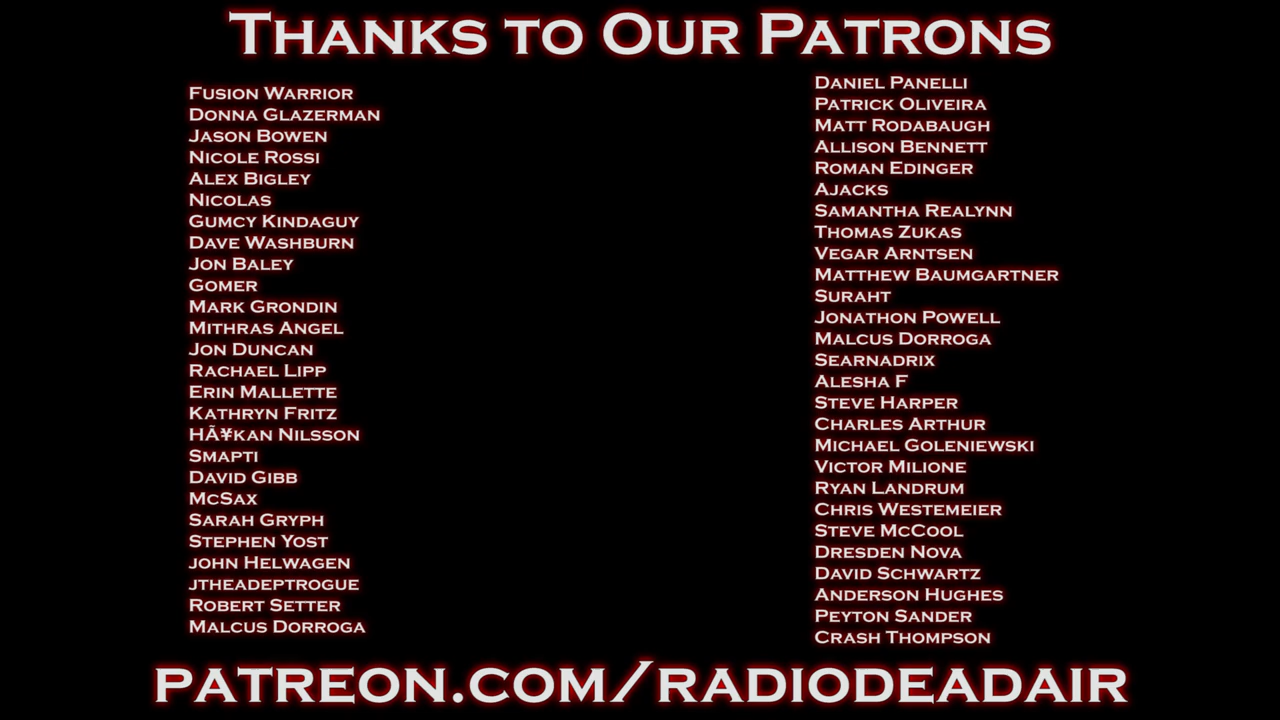 Thanks to Our Patrons
Fusion Warrior
Donna Glazerman
Jason Bowen
Nicole Rossi
Alex Bigley
Nicolas
Gumcy Kindaguy
Dave Washburn
Jon Baley
Gomer
Mark Grondin
Mithras Angel
Jon Duncan
Rachael Lipp
Erin Mallette
Kathryn Fritz
HÃ¥kan Nilsson
Smapti
David Gibb
McSax
Sarah Gryph
Stephen Yost
john Helwagen
jtheadeptrogue
Robert Setter
Malcus Dorroga
Daniel Panelli
Patrick Oliveira
Matt Rodabaugh
Allison Bennett
Roman Edinger
Ajacks
Samantha Realynn
Thomas Zukas
Vegar Arntsen
Matthew Baumgartner
Suraht
Jonathon Powell
Malcus Dorroga
Searnadrix
Alesha F
Steve Harper
Charles Arthur
Michael Goleniewski
Victor Milione
Ryan Landrum
Chris Westemeier
Steve McCool
Dresden Nova
David Schwartz
Anderson Hughes
Peyton Sander
Crash Thompson
patreon.com/radiodeadair